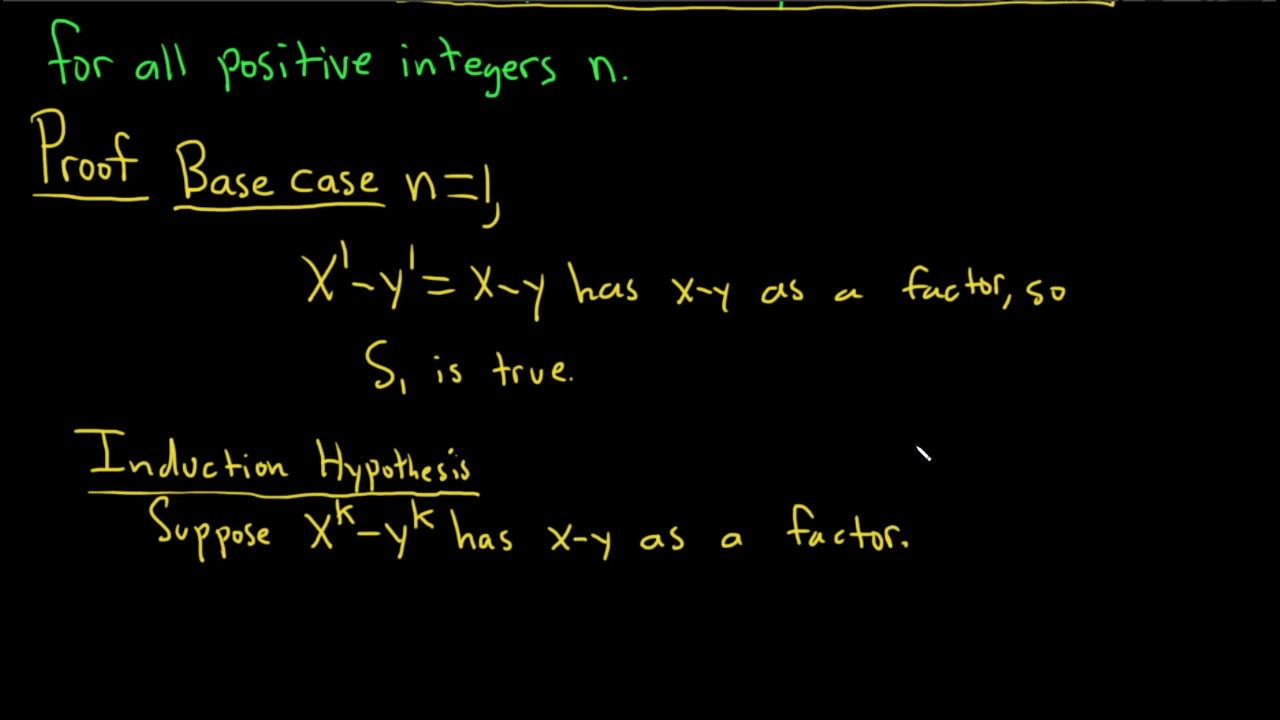 for all positive integers n.
Proof Base case n=1,
x¹-y¹ = x-y has x-y as a factor, so
S₁ is true.
Induction Hypothesis
Suppose xᵏ-yᵏ has x-y as a factor.